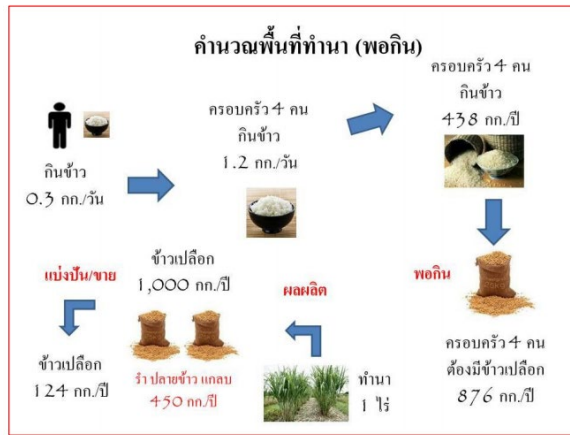 คำนวณพื้นที่ทำนา (พอกิน)
กินข้าว
0.3 กก./วัน
ครอบครัว 4 คน
กินข้าว
1.2 กก./วัน
ครอบครัว 4 คน
กินข้าว
438 กก./ปี
พอกิน
ครอบครัว 4 คน
ต้องมีข้าวเปลือก
876 กก./ปี
ทำนา
1 ไร่
ผลผลิต
ข้าวเปลือก
1,000 กก./ปี
รำ ปลายข้าว แกลบ
450 กก./ปี
แบ่งปัน/ขาย
ข้าวเปลือก
124 กก./ปี